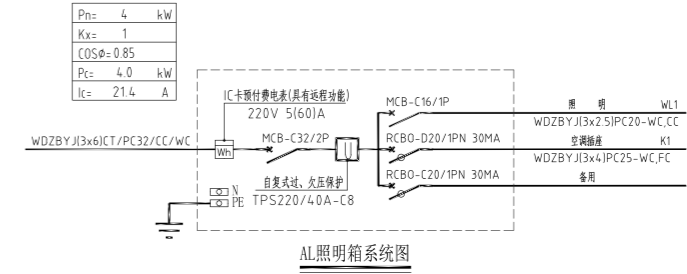 Pn= 4 kW
Kx= 1
COSø=0.85
Pc= 4.0 kW
Ic= 21.4 A
IC卡预付费电表(具有远程功能)
220V 5(60)A
WDZBYJ(3x6)CT/PC32/CC/WC
Wh
MCB-C32/2P
U
自复式过、欠压保护
TPS220/40A-C8
N
PE
MCB-C16/1P
照 明 WL1
WDZBYJ(3x2.5)PC20-WC,CC
RCBO-D20/1PN 30MA
空调插座 K1
WDZBYJ(3x4)PC25-WC,FC
RCBO-C20/1PN 30MA
备用
AL照明箱系统图